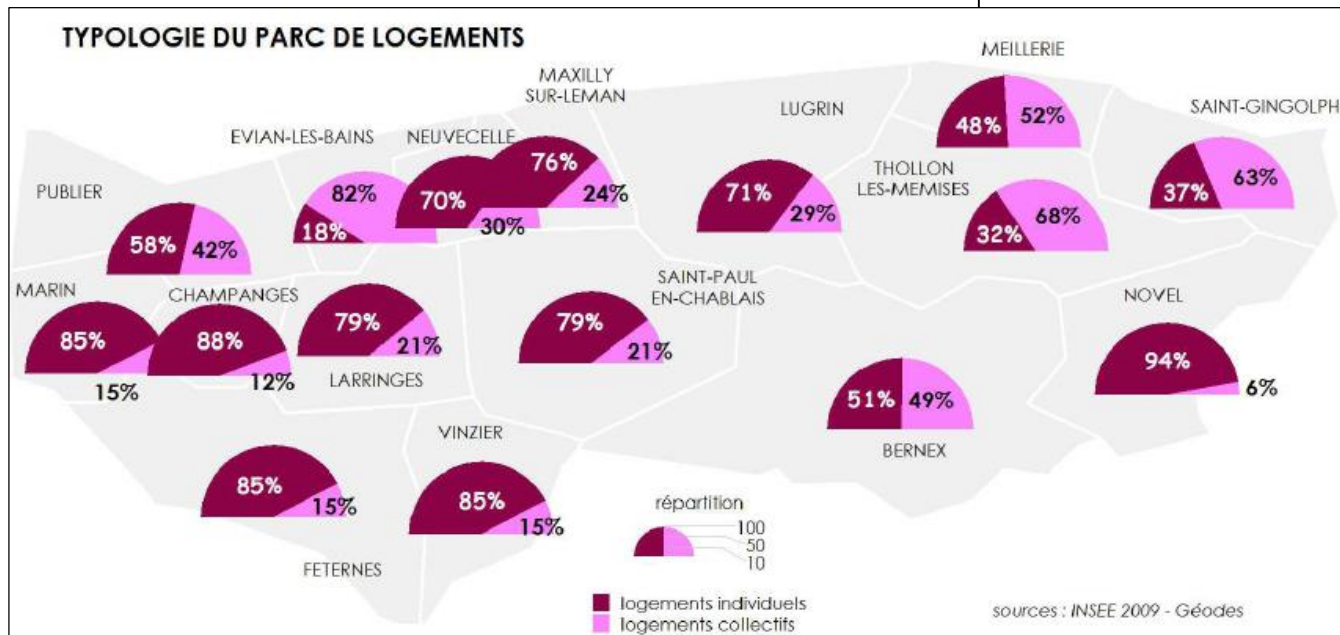 TYPOLOGIE DU PARC DE LOGEMENTS
MEILLERIE
48% 52%
MAXILLY
SUR-LEMAN
76%
24%
LUGRIN
71%
29%
SAINT-GINGOLPH
37% 63%
EVIAN-LES-BAINS
82%
18%
NEUVECELLE
70%
30%
THOLLON
LES-MEMISES
32% 68%
PUBLIER
58% 42%
MARIN
85%
15%
CHAMPANGES
88%
12%
79%
21%
LARRINGES
SAINT-PAUL
EN-CHABLAIS
79%
21%
NOVEL
94%
6%
51% 49%
BERNEX
VINZIER
85%
15%
85%
15%
FETERNES
répartition
100
50
10
logements individuels
logements collectifs
sources : INSEE 2009 - Géodes